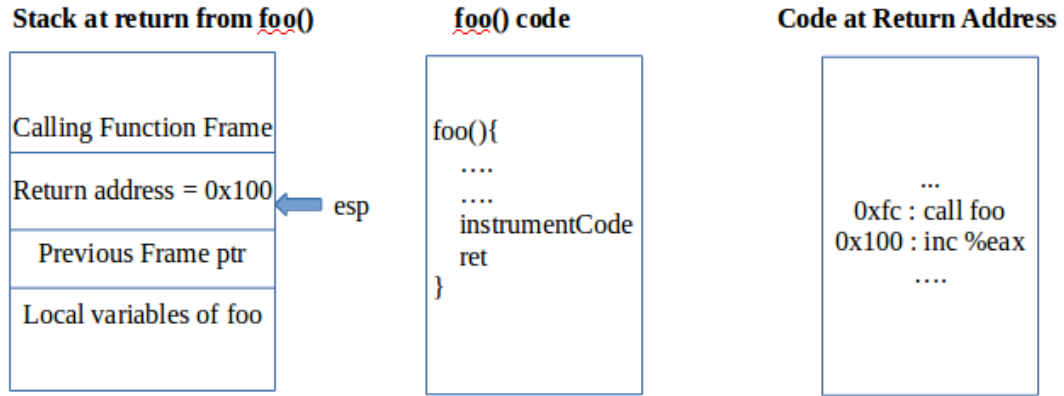 Stack at return from foo()
Calling Function Frame
Return address = 0x100
esp
Previous Frame ptr
Local variables of foo
foo() code
foo(){
....
....
instrumentCode
ret
}
Code at Return Address
...
0xfc : call foo
0x100 : inc %eax
....